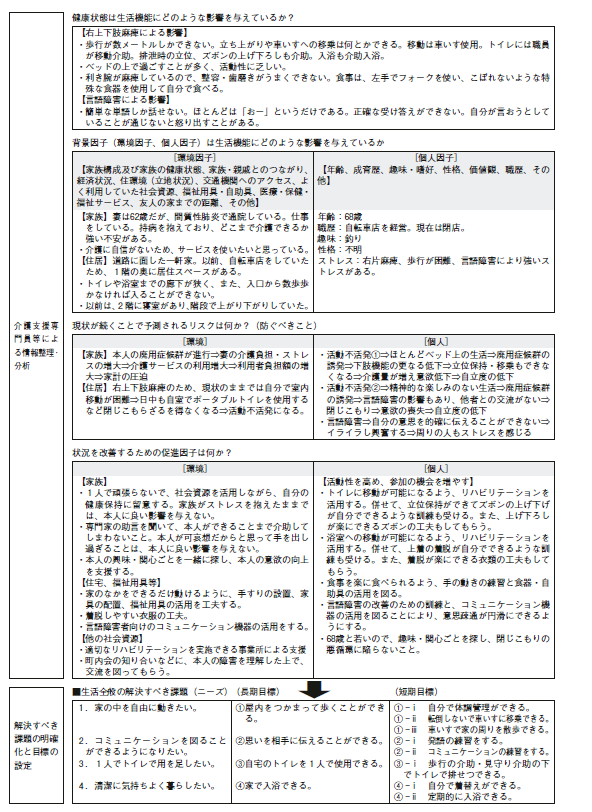 健康状態は生活機能にどのような影響を与えているか？
【右上下肢麻痺による影響】
・歩行が数メートルしかできない。立ち上がりや車いすへの移乗は何とかできる。移動は車いす使用。トイレには職員
が移動介助。排泄時の立位、ズボンの上げ下ろしも介助。入浴も介助入浴。
・ベッドの上で過ごすことが多く、活動性に乏しい。
・利き腕が麻痺しているので、整容・歯磨きがうまくできない。食事は、左手でフォークを使い、こぼれないような特
殊な食器を使用して自分で食べる。
【言語障害による影響】
・簡単な単語しか話せない。ほとんどは「おー」というだけである。正確な受け答えができない。自分が言おうとして
いることが通じないと怒り出すことがある。
背景因子（環境因子、個人因子）は生活機能にどのような影響を与えているか
［環境因子］
【家族構成及び家族の健康状態、家族・親戚とのつながり、
経済状況、住環境（立地状況）、交通機関へのアクセス、よ
く利用していた社会資源、福祉用具・自助具、医療・保健・
福祉サービス、友人の家までの距離、その他】
［個人因子］
【年齢、成育歴、趣味・嗜好、性格、価値観、職歴、その
他】
【家族】妻は62歳だが、間質性肺炎で通院している。仕事
をしている。持病を抱えており、どこまで介護できるか
強い不安がある。
・介護に自信がないため、サービスを使いたいと思っている。
【住居】道路に面した一軒家。以前、自転車店をしていた
ため、１階の奥に居住スペースがある。
・トイレや浴室までの廊下が狭く、また、入口から数歩歩
かなければ入ることができない。
・以前は、２階に寝室があり、階段で上がり下がりしていた。
年齢：68歳
職歴：自転車店を経営。現在は閉店。
趣味：釣り
性格：不明
ストレス：右片麻痺、歩行が困難、言語障害により強いス
トレスがある。
介護支援専
門員等によ
る情報整理・
分析
現状が続くことで予測されるリスクは何か？（防ぐべきこと）
［環境］
【家族】本人の廃用症候群が進行⇒妻の介護負担・ストレ
スの増大⇒介護サービスの利用増大⇒利用者負担額の増
大⇒家計の圧迫
【住居】右上下肢麻痺のため、現状のままでは自分で室内
移動が困難⇒日中も自室でポータブルトイレを使用する
など閉じこもらざるを得なくなる⇒活動不活発になる。
［個人］
・活動不活発①⇒ほとんどベッド上の生活⇒廃用症候群の
誘発⇒下肢機能の更なる低下⇒立位保持・移乗もできな
くなる⇒介護量が増え意欲低下⇒自立度の低下
・活動不活発②⇒精神的な楽しみのない生活⇒廃用症候群
の誘発⇒言語障害の影響もあり、他者との交流がない⇒
閉じこもり⇒意欲の喪失⇒自立度の低下
・言語障害⇒自分の意思を的確に伝えることができない⇒
イライラし興奮する⇒周りの人もストレスを感じる
状況を改善するための促進因子は何か？
［環境］
【家族】
・１人で頑張らないで、社会資源を活用しながら、自分の
健康保持に留意する。家族がストレスを抱えたままで
は、本人に良い影響を与えない。
・専門家の助言を聞いて、本人ができることまで介助して
しまわないこと。本人が可哀想だからと思って手を出し
過ぎることは、本人に良い影響を与えない。
・本人の興味・関心ごとを一緒に探し、本人の意欲の向上
を支援する。
【住宅、福祉用具等】
・家のなかをできるだけ動けるように、手すりの設置、家
具の配置、福祉用具の活用を工夫する。
・着脱しやすい衣服の工夫。
・言語障害者向けのコミュニケーション機器の活用をする。
【他の社会資源】
・適切なリハビリテーションを実施できる事業所による支援
・町内会の知り合いなどに、本人の障害を理解した上で、
交流を図ってもらう。
［個人］
【活動性を高め、参加の機会を増やす】
・トイレに移動が可能になるよう、リハビリテーションを
活用する。併せて、立位保持ができてズボンの上げ下げ
が自分でできるような訓練も受ける。また、上げ下ろし
が楽にできるズボンの工夫もしてもらう。
・浴室への移動が可能になるよう、リハビリテーションを
活用する。併せて、上着の着脱が自分でできるような訓
練も受ける。また、着脱が楽にできる衣類の工夫もして
もらう。
・食事を楽に食べられるよう、手の動きの練習と食器・自
助具の活用を図る。
・言語障害の改善のための訓練と、コミュニケーション機
器の活用を図ることにより、意思疎通が円滑にできるよ
うにする。
・68歳と若いので、趣味・関心ごとを探し、閉じこもりの
悪循環に陥らないこと。
解決すべき
課題の明確
化と目標の
設定
■生活全般の解決すべき課題（ニーズ）（長期目標）（短期目標）
１．家の中を自由に動きたい。
①屋内をつかまって歩くことができ
る。
①－ⅰ 自分で体調管理ができる。
①－ⅱ 転倒しないで車いすに移乗できる。
①－ⅲ 車いすで家の周りを散歩できる。
２．コミュニケーションを図ること
ができるようになりたい。
②思いを相手に伝えることができる。
②－ⅰ 発語の練習をする。
②－ⅱ コミュニケーションの練習をする。
３．１人でトイレで用を足したい。
③自宅のトイレを１人で使用できる。
③－ⅰ 歩行の介助・見守り介助の下
でトイレで排せつできる。
４．清潔に気持ちよく暮らしたい。
④家で入浴できる。
④－ⅰ 自分で着替えができる。
④－ⅱ 定期的に入浴できる。